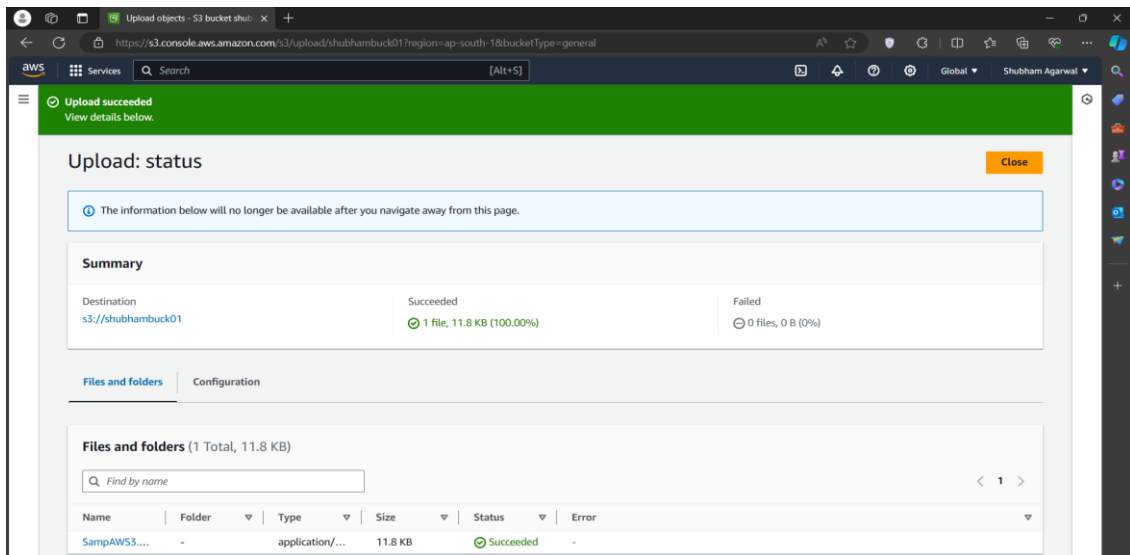 Upload objects - S3 bucket shub
https://s3.console.aws.amazon.com/s3/upload/shubhambuck01?region=ap-south-1&bucketType=general
aws Services Search [Alt+S] Global Shubham Agarwal
Upload succeeded
View details below.
Upload: status Close
The information below will no longer be available after you navigate away from this page.
Summary
Destination Succeeded Failed
s3://shubhambuck01 1 file, 11.8 KB (100.00%) 0 files, 0 B (0%)
Files and folders Configuration
Files and folders (1 Total, 11.8 KB)
Find by name < 1 >
Name Folder Type Size Status Error
SampAWS3.... - application/... 11.8 KB Succeeded -